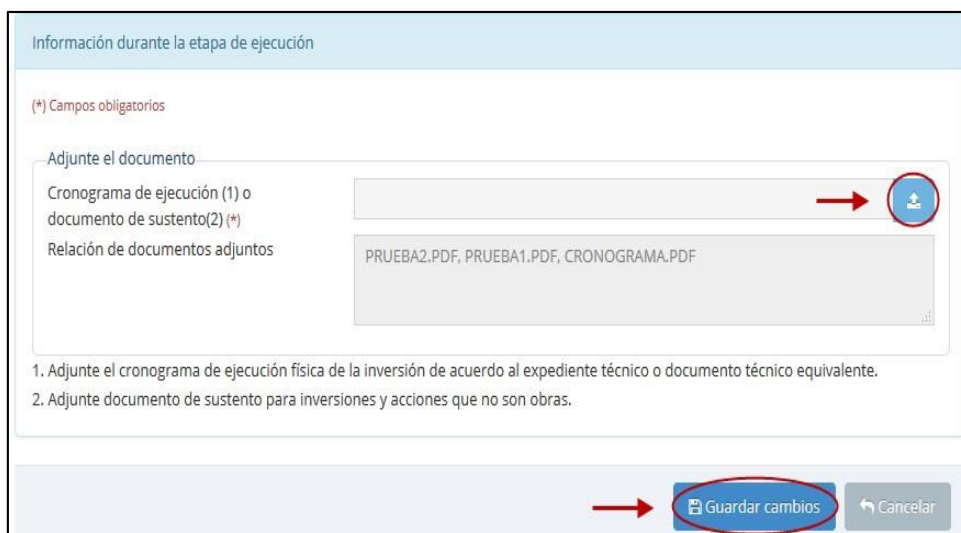 Información durante la etapa de ejecución
(*) Campos obligatorios
Adjunte el documento
Cronograma de ejecución (1) o
documento de sustento(2) (*)
Relación de documentos adjuntos
PRUEBA2.PDF, PRUEBA1.PDF, CRONOGRAMA.PDF
1. Adjunte el cronograma de ejecución física de la inversión de acuerdo al expediente técnico o documento técnico equivalente.
2. Adjunte documento de sustento para inversiones y acciones que no son obras.
Guardar cambios
Cancelar